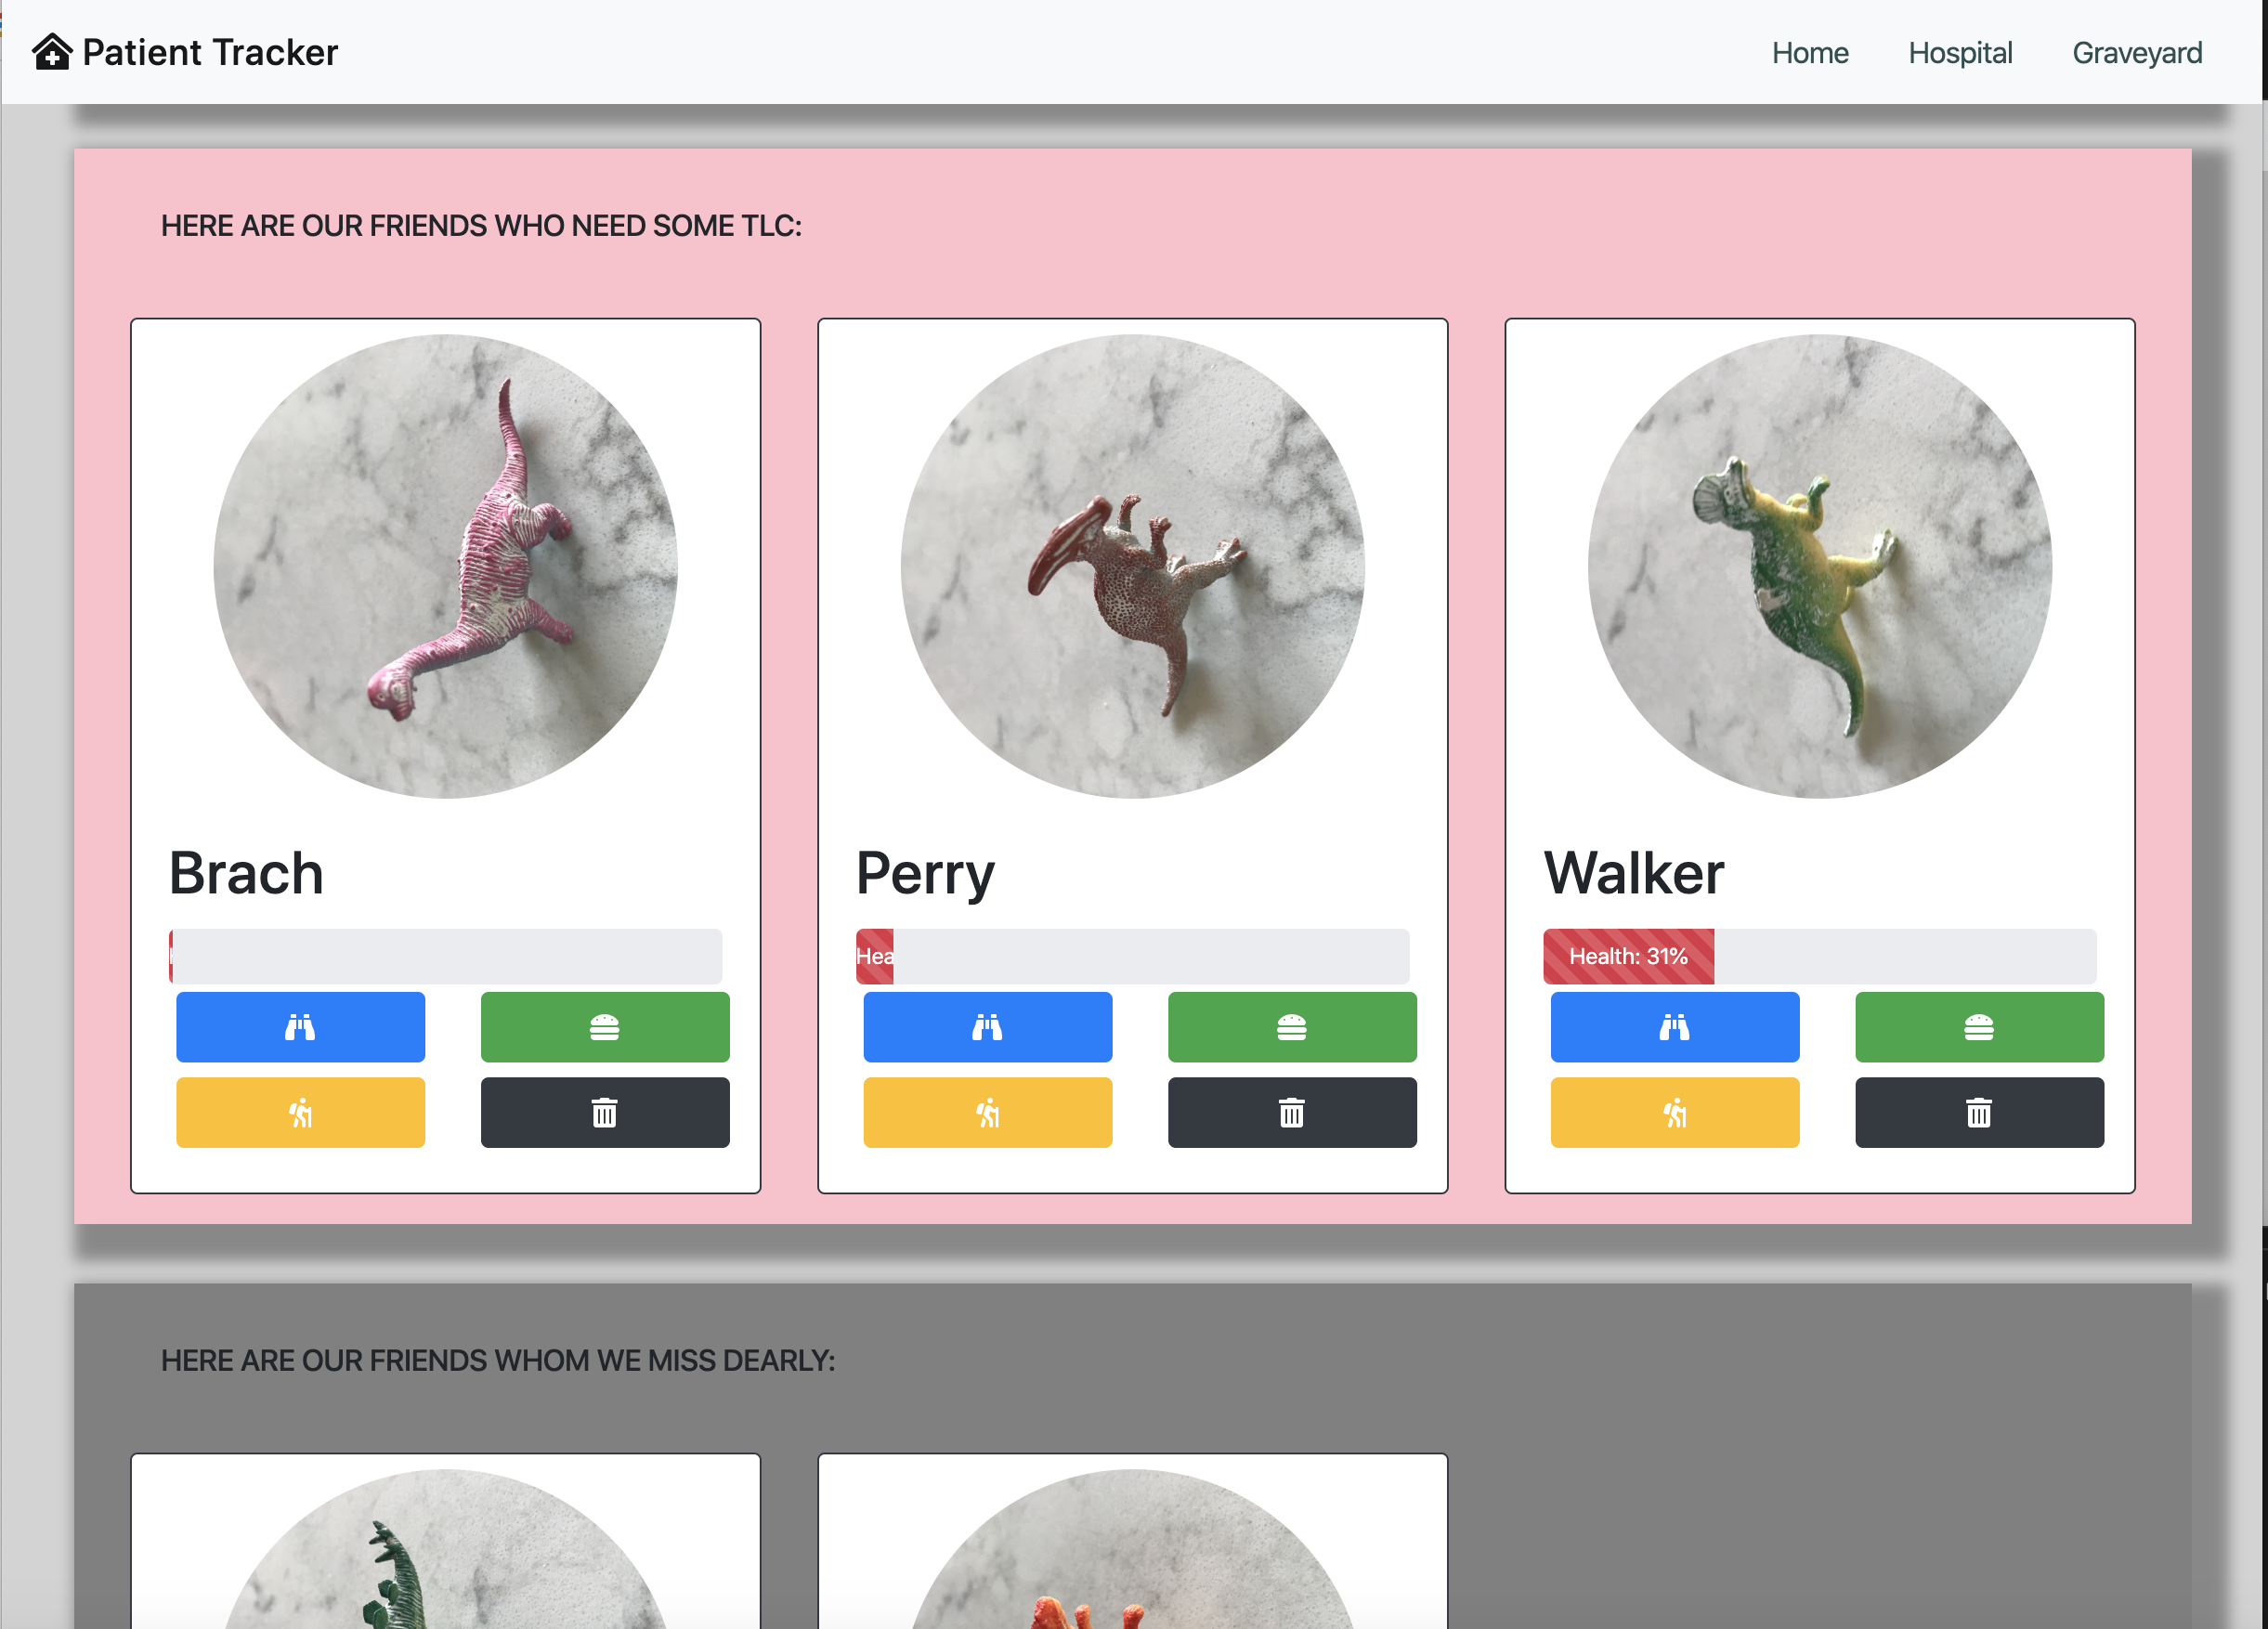 Patient Tracker
Home
Hospital
Graveyard
HERE ARE OUR FRIENDS WHO NEED SOME TLC:
Brach
Perry
Walker
Hea
Health: 31%
HERE ARE OUR FRIENDS WHOM WE MISS DEARLY: